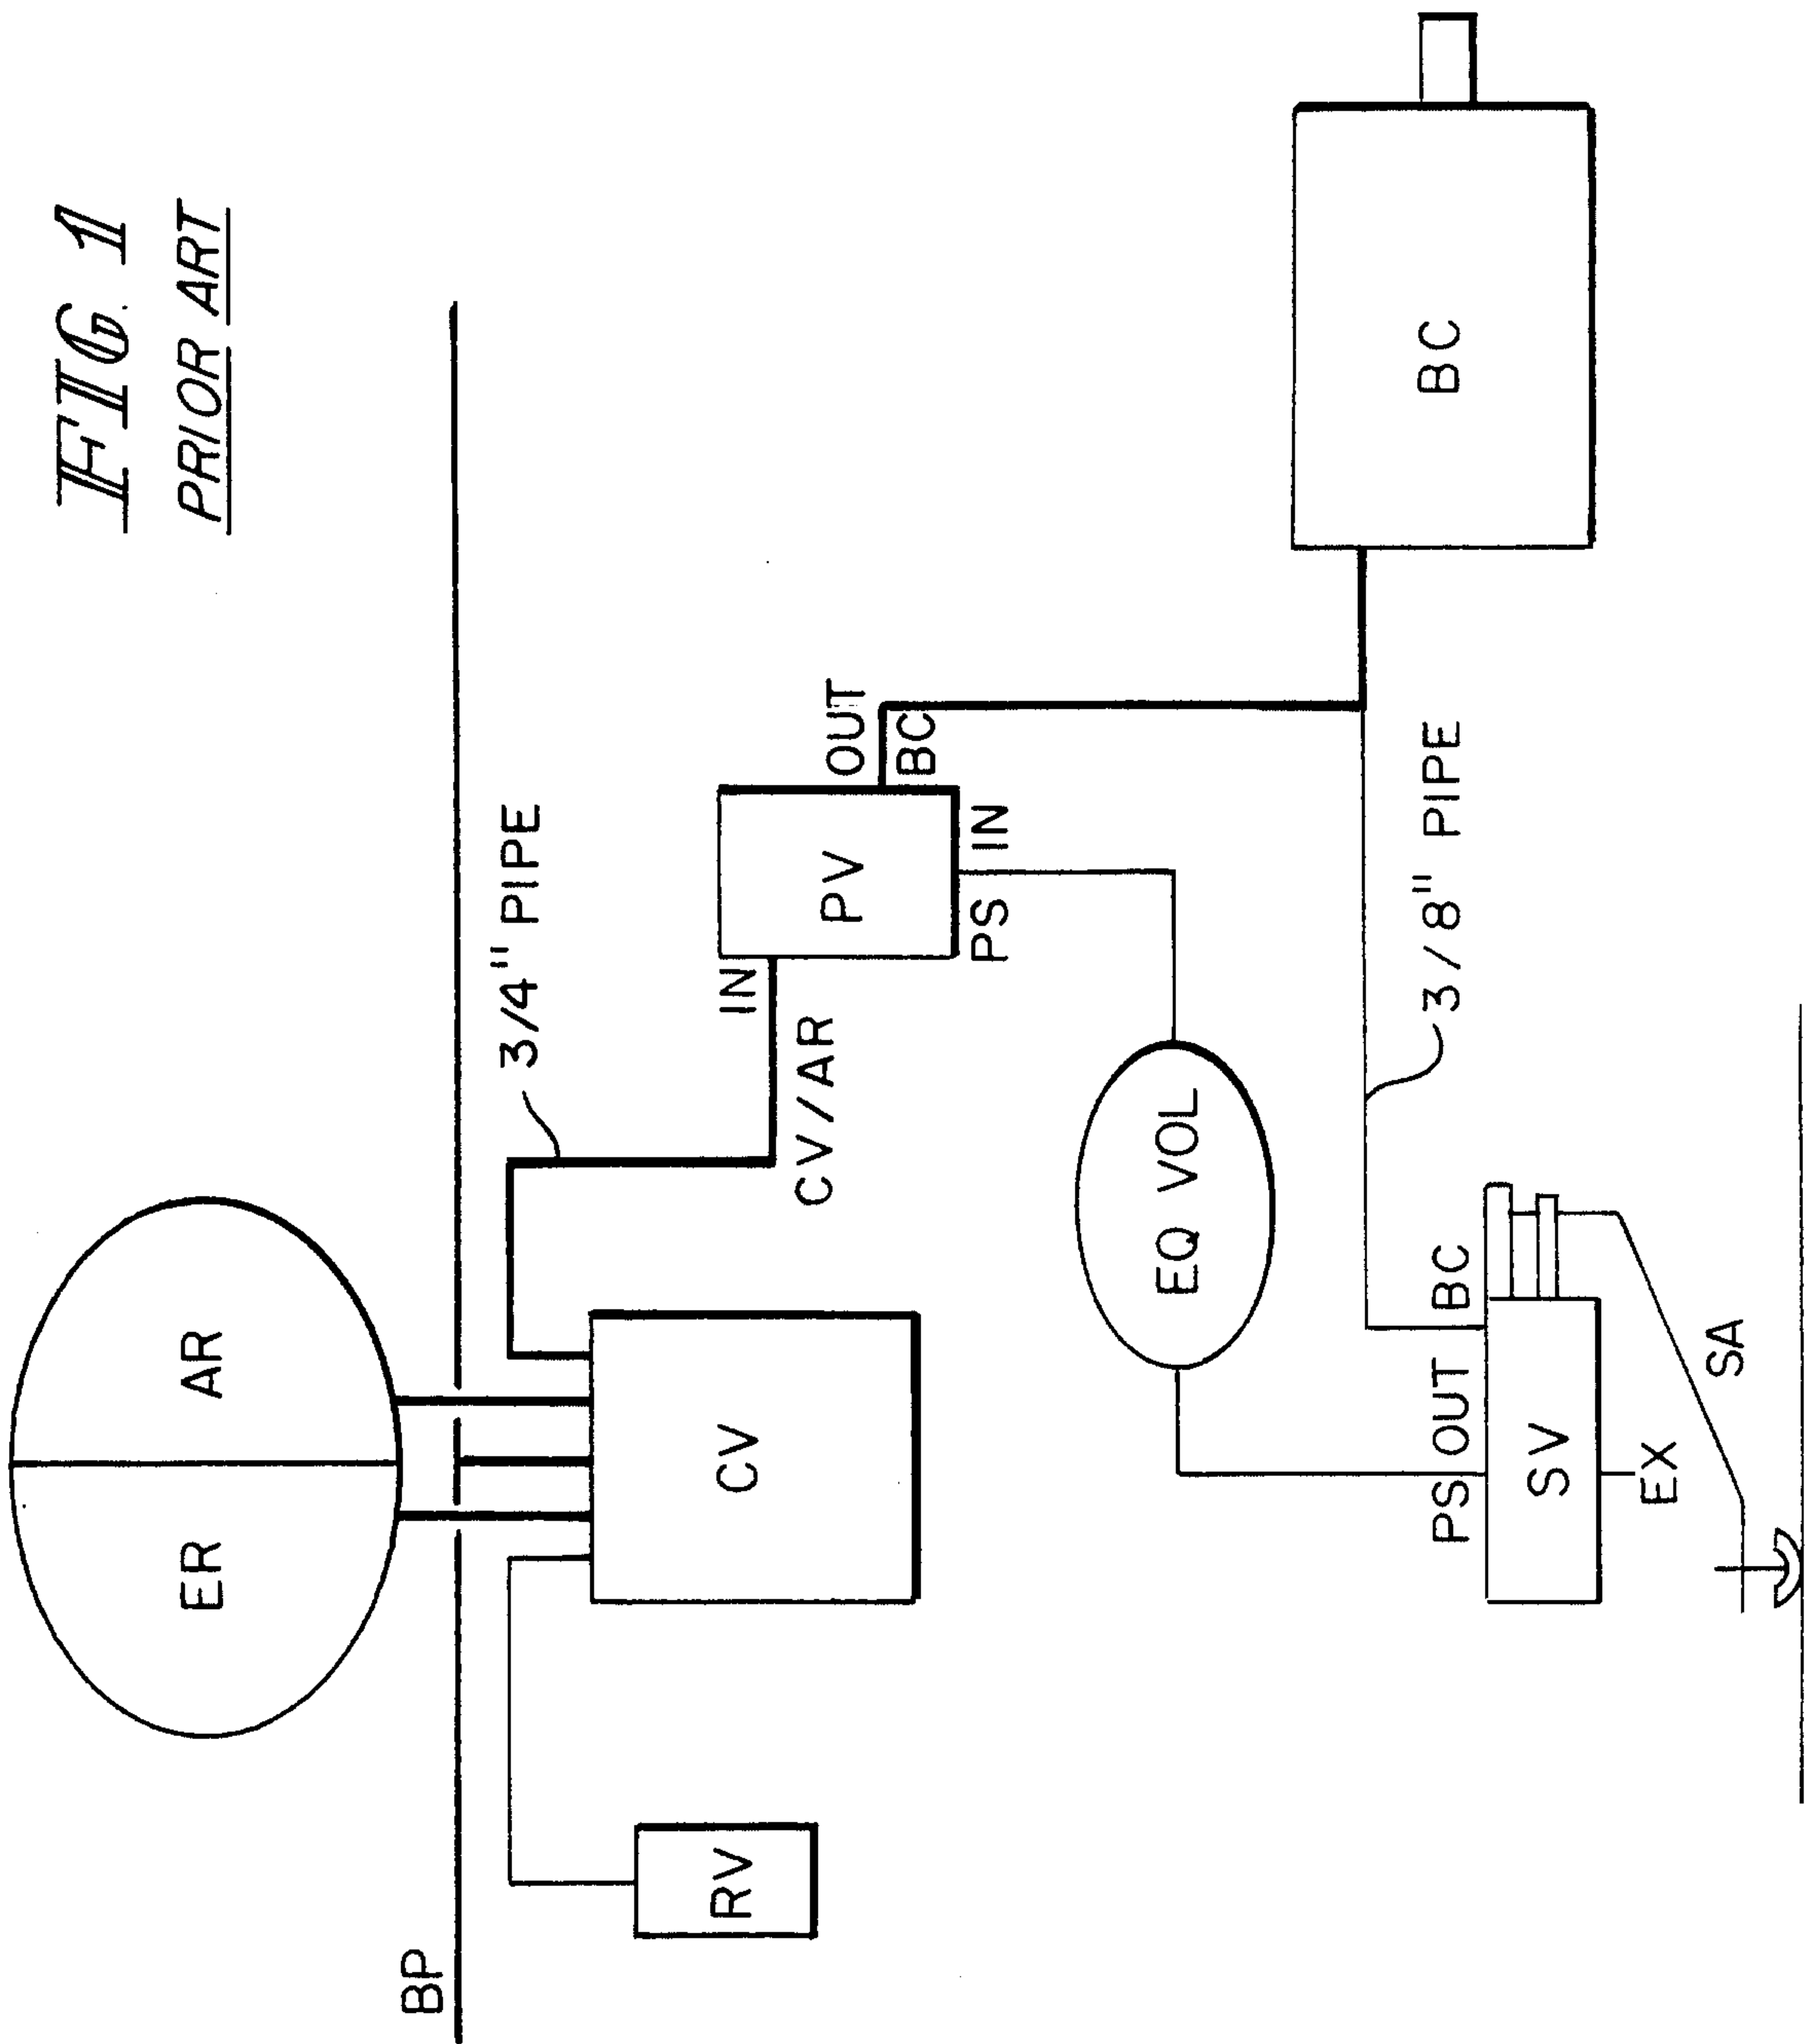 FIG. 1
PRIOR ART
BP
ER
AR
3/4" PIPE
RV
CV
IN
CV/AR
PV
OUT
BC
PS IN
EQ VOL
BC
3/8" PIPE
PS OUT BC
SV
EX
SA